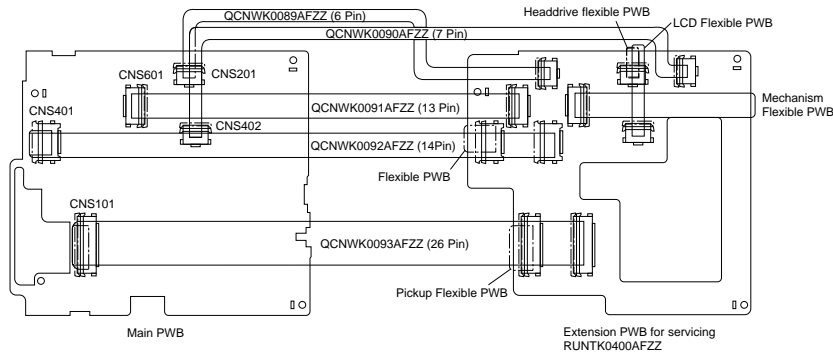 QCNWK0089AFZZ (6 Pin)
Headdrive flexible PWB
LCD Flexible PWB
QCNWK0090AFZZ (7 Pin)
CNS601
CNS201
QCNWK0091AFZZ (13 Pin)
Mechanism
Flexible PWB
CNS401
CNS402
QCNWK0092AFZZ (14Pin)
Flexible PWB
CNS101
QCNWK0093AFZZ (26 Pin)
Pickup Flexible PWB
Main PWB
Extension PWB for servicing
RUNTK0400AFZZ